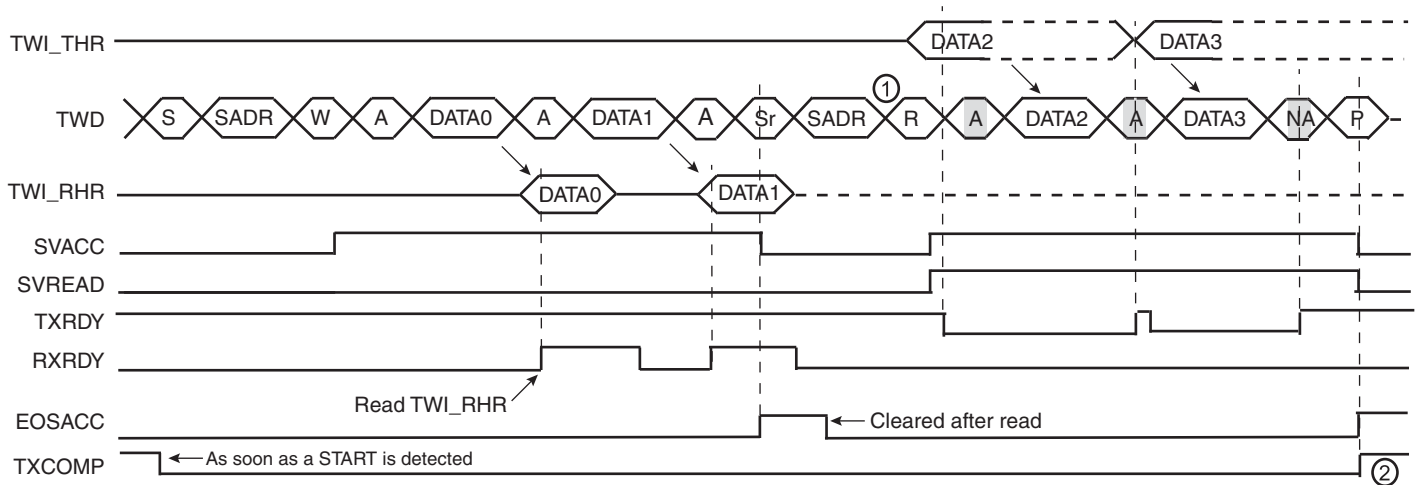 TWI_THR DATA2 DATA3
①
TWD S SADR W A DATA0 A DATA1 A Sr SADR R A DATA2 A DATA3 NA P
TWI_RHR DATA0 DATA1
SVACC
SVREAD
TXRDY
RXRDY
Read TWI_RHR
EOSACC Cleared after read
As soon as a START is detected
TXCOMP ②